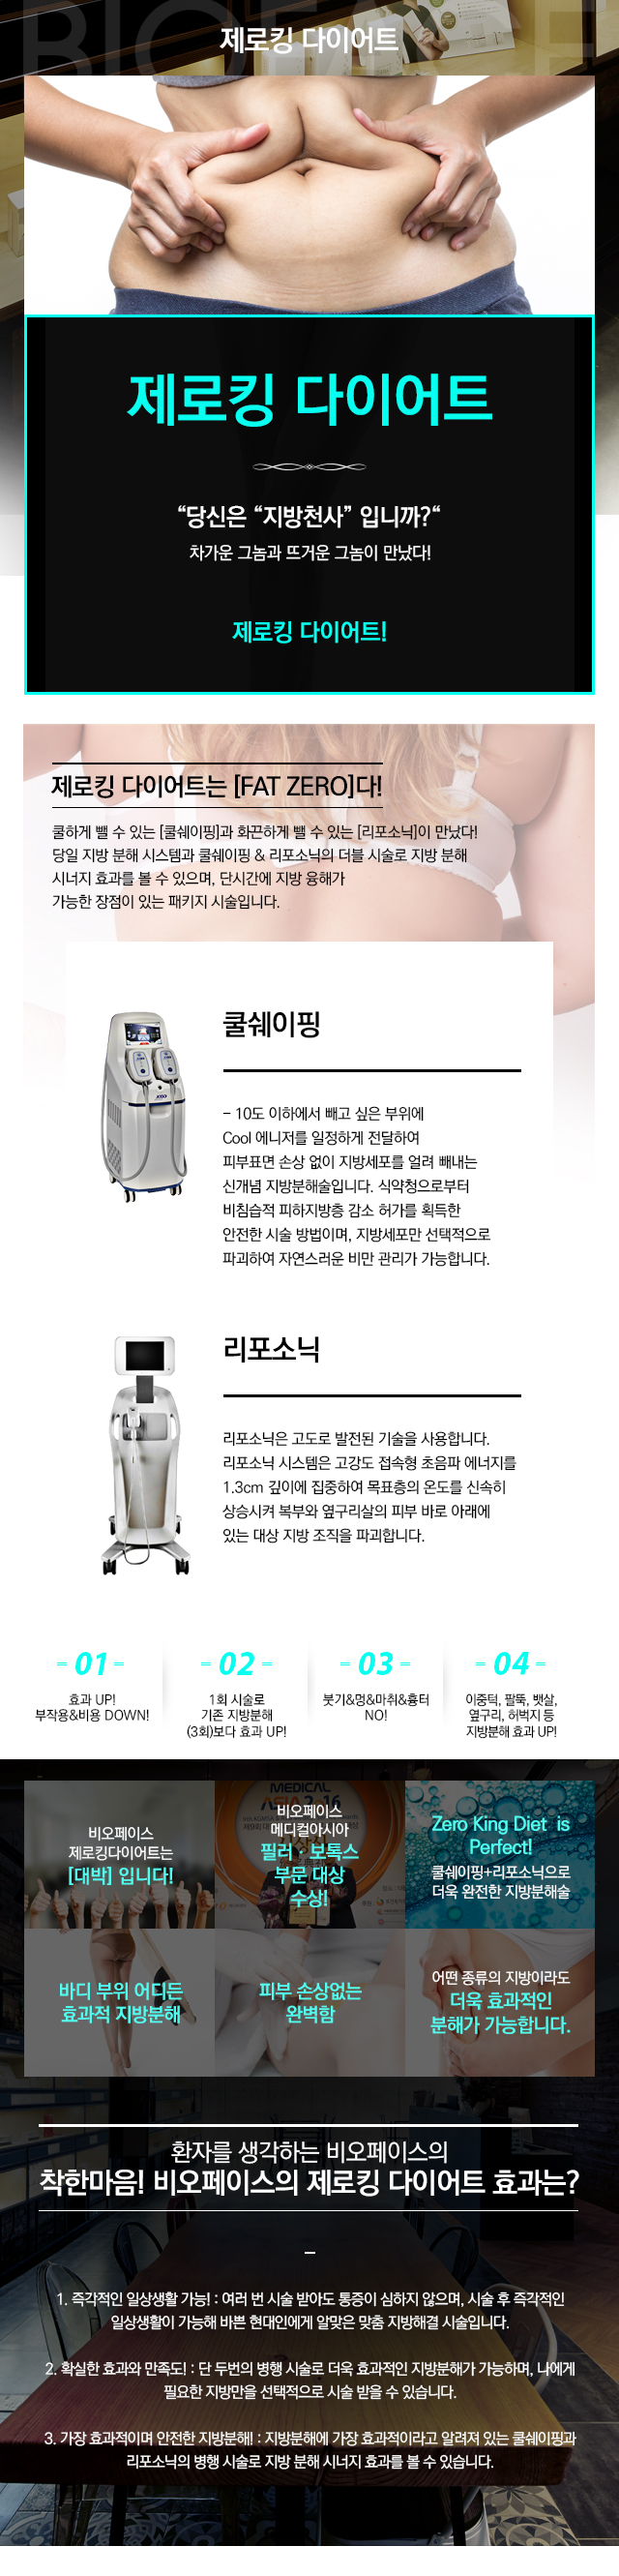 BIOFACE
제로킹 다이어트
제로킹 다이어트
“당신은 “지방천사” 입니까?“
차가운 그놈과 뜨거운 그놈이 만났다!
제로킹 다이어트!
제로킹 다이어트는 [FAT ZERO]다!
쿨하게 뺄 수 있는 [쿨쉐이핑]과 화끈하게 뺄 수 있는 [리포소닉]이 만났다!
당일 지방 분해 시스템과 쿨쉐이핑 & 리포소닉의 더블 시술로 지방 분해
시너지 효과를 볼 수 있으며, 단시간에 지방 융해가
가능한 장점이 있는 패키지 시술입니다.
쿨쉐이핑
- 10도 이하에서 빼고 싶은 부위에
Cool 에니저를 일정하게 전달하여
피부표면 손상 없이 지방세포를 얼려 빼내는
신개념 지방분해술입니다. 식약청으로부터
비침습적 피하지방층 감소 허가를 획득한
안전한 시술 방법이며, 지방세포만 선택적으로
파괴하여 자연스러운 비만 관리가 가능합니다.
리포소닉
리포소닉은 고도로 발전된 기술을 사용합니다.
리포소닉 시스템은 고강도 접속형 초음파 에너지를
1.3cm 깊이에 집중하여 목표층의 온도를 신속히
상승시켜 복부와 옆구리살의 피부 바로 아래에
있는 대상 지방 조직을 파괴합니다.
- 01 -
효과 UP!
부작용&비용 DOWN!
- 02 -
1회 시술로
기존 지방분해
(3회)보다 효과 UP!
- 03 -
붓기&멍&마취&흉터
NO!
- 04 -
이중턱, 팔뚝, 뱃살,
옆구리, 허벅지 등
지방분해 효과 UP!
비오페이스
제로킹다이어트는
[대박] 입니다!
MEDICAL
ASIA 2016
비오페이스
메디컬아시아
필러 · 보톡스
부문 대상
수상!
Zero King Diet is
Perfect!
쿨쉐이핑+리포소닉으로
더욱 완전한 지방분해술
바디 부위 어디든
효과적 지방분해
피부 손상없는
완벽함
어떤 종류의 지방이라도
더욱 효과적인
분해가 가능합니다.
환자를 생각하는 비오페이스의
착한마음! 비오페이스의 제로킹 다이어트 효과는?
1. 즉각적인 일상생활 가능! : 여러 번 시술 받아도 통증이 심하지 않으며, 시술 후 즉각적인
일상생활이 가능해 바쁜 현대인에게 알맞은 맞춤 지방해결 시술입니다.
2. 확실한 효과와 만족도! : 단 두번의 병행 시술로 더욱 효과적인 지방분해가 가능하며, 나에게
필요한 지방만을 선택적으로 시술 받을 수 있습니다.
3. 가장 효과적이며 안전한 지방분해! : 지방분해에 가장 효과적이라고 알려져 있는 쿨쉐이핑과
리포소닉의 병행 시술로 지방 분해 시너지 효과를 볼 수 있습니다.